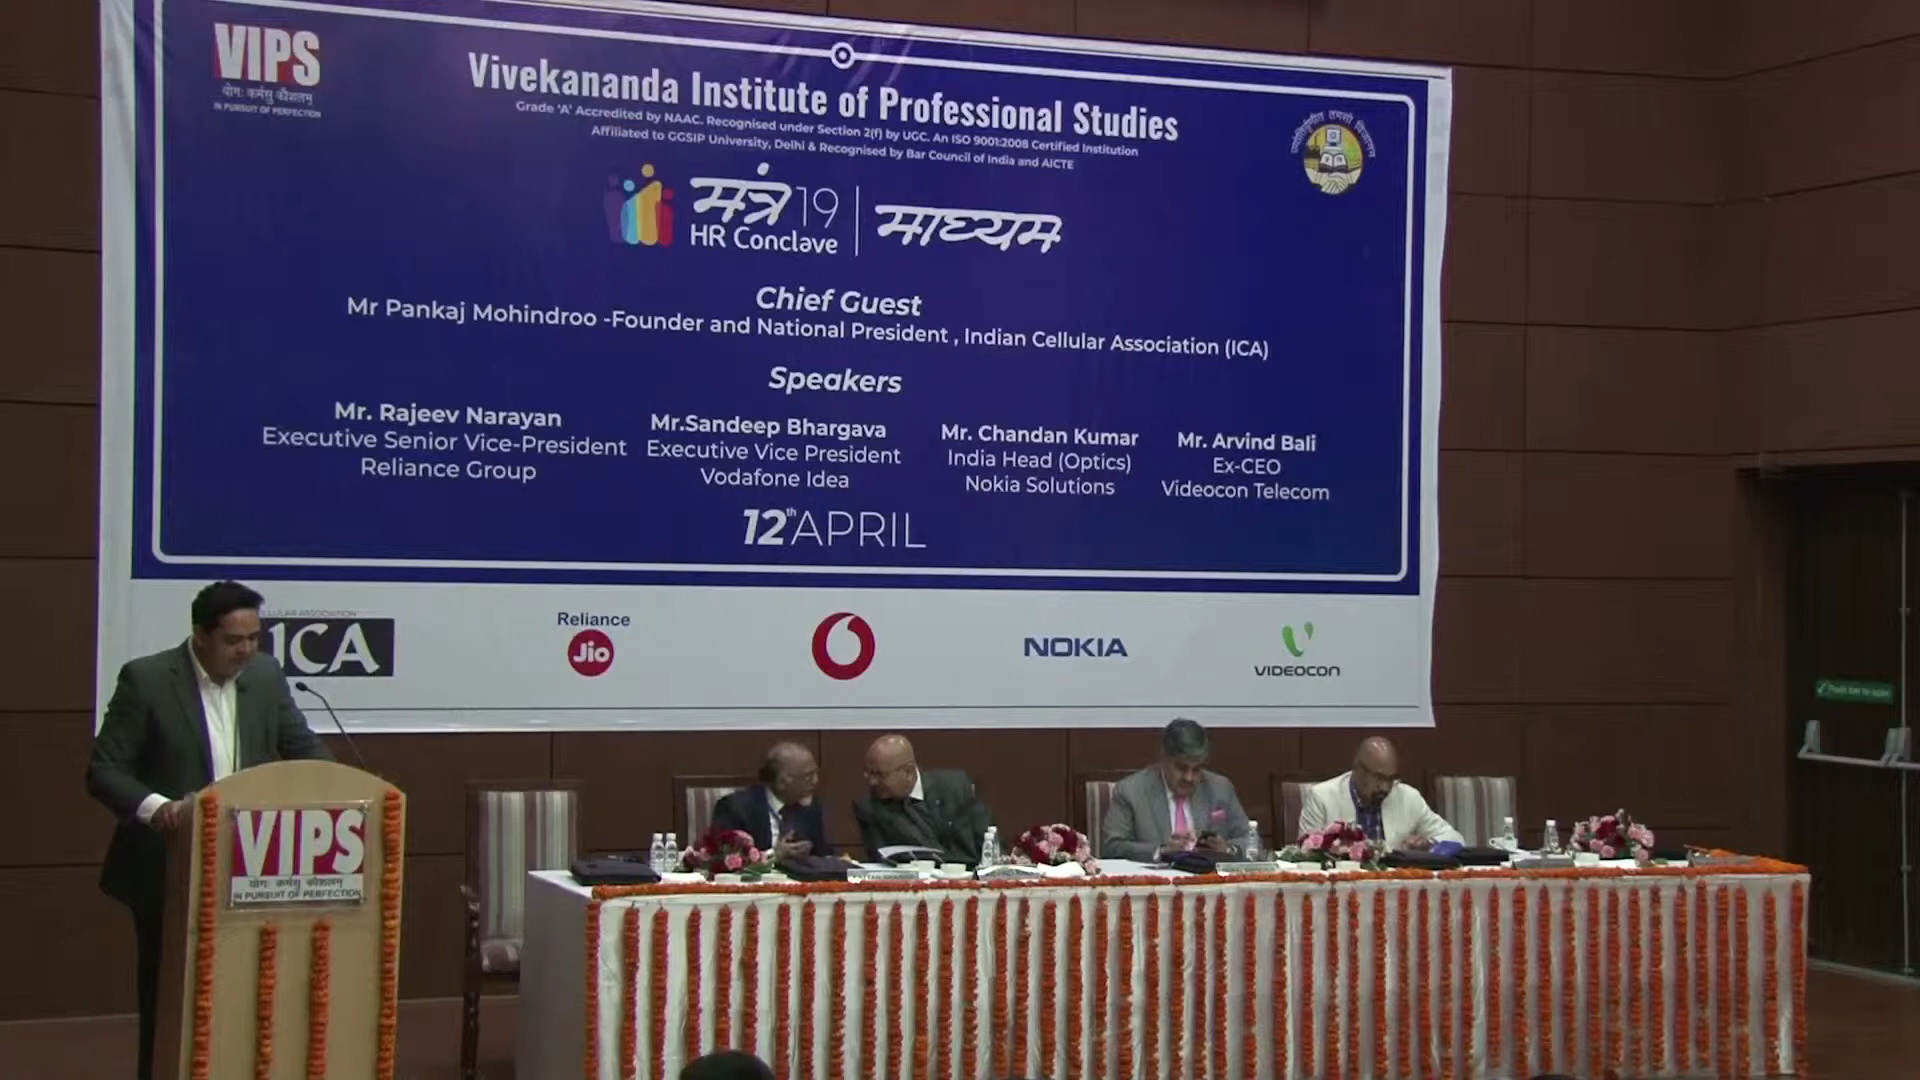 VIPS
योगः कर्मसु कौशलम्
IN PURSUIT OF PERFECTION
Vivekananda Institute of Professional Studies
Grade 'A' Accredited by NAAC. Recognised under Section 2(f) by UGC. An ISO 9001:2008 Certified Institution
Affiliated to GGSIP University, Delhi & Recognised by Bar Council of India and AICTE
मंत्र19
HR Conclave
माध्यम
Chief Guest
Mr Pankaj Mohindroo -Founder and National President , Indian Cellular Association (ICA)
Speakers
Mr. Rajeev Narayan
Executive Senior Vice-President
Reliance Group
Mr.Sandeep Bhargava
Executive Vice President
Vodafone Idea
Mr. Chandan Kumar
India Head (Optics)
Nokia Solutions
Mr. Arvind Bali
Ex-CEO
Videocon Telecom
12th APRIL
ASSOCIATION
ICA
Reliance
Jio
NOKIA
VIDEOCON
VIPS
योगः कर्मसु कौशलम्
IN PURSUIT OF PERFECTION